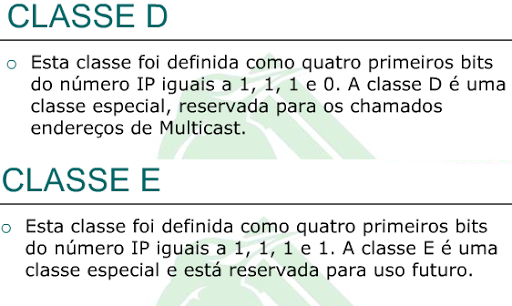 CLASSE D
Esta classe foi definida como quatro primeiros bits
do número IP iguais a 1, 1, 1 e 0. A classe D é uma
classe especial, reservada para os chamados
endereços de Multicast.
CLASSE E
Esta classe foi definida como quatro primeiros bits
do número IP iguais a 1, 1, 1 e 1. A classe E é uma
classe especial e está reservada para uso futuro.